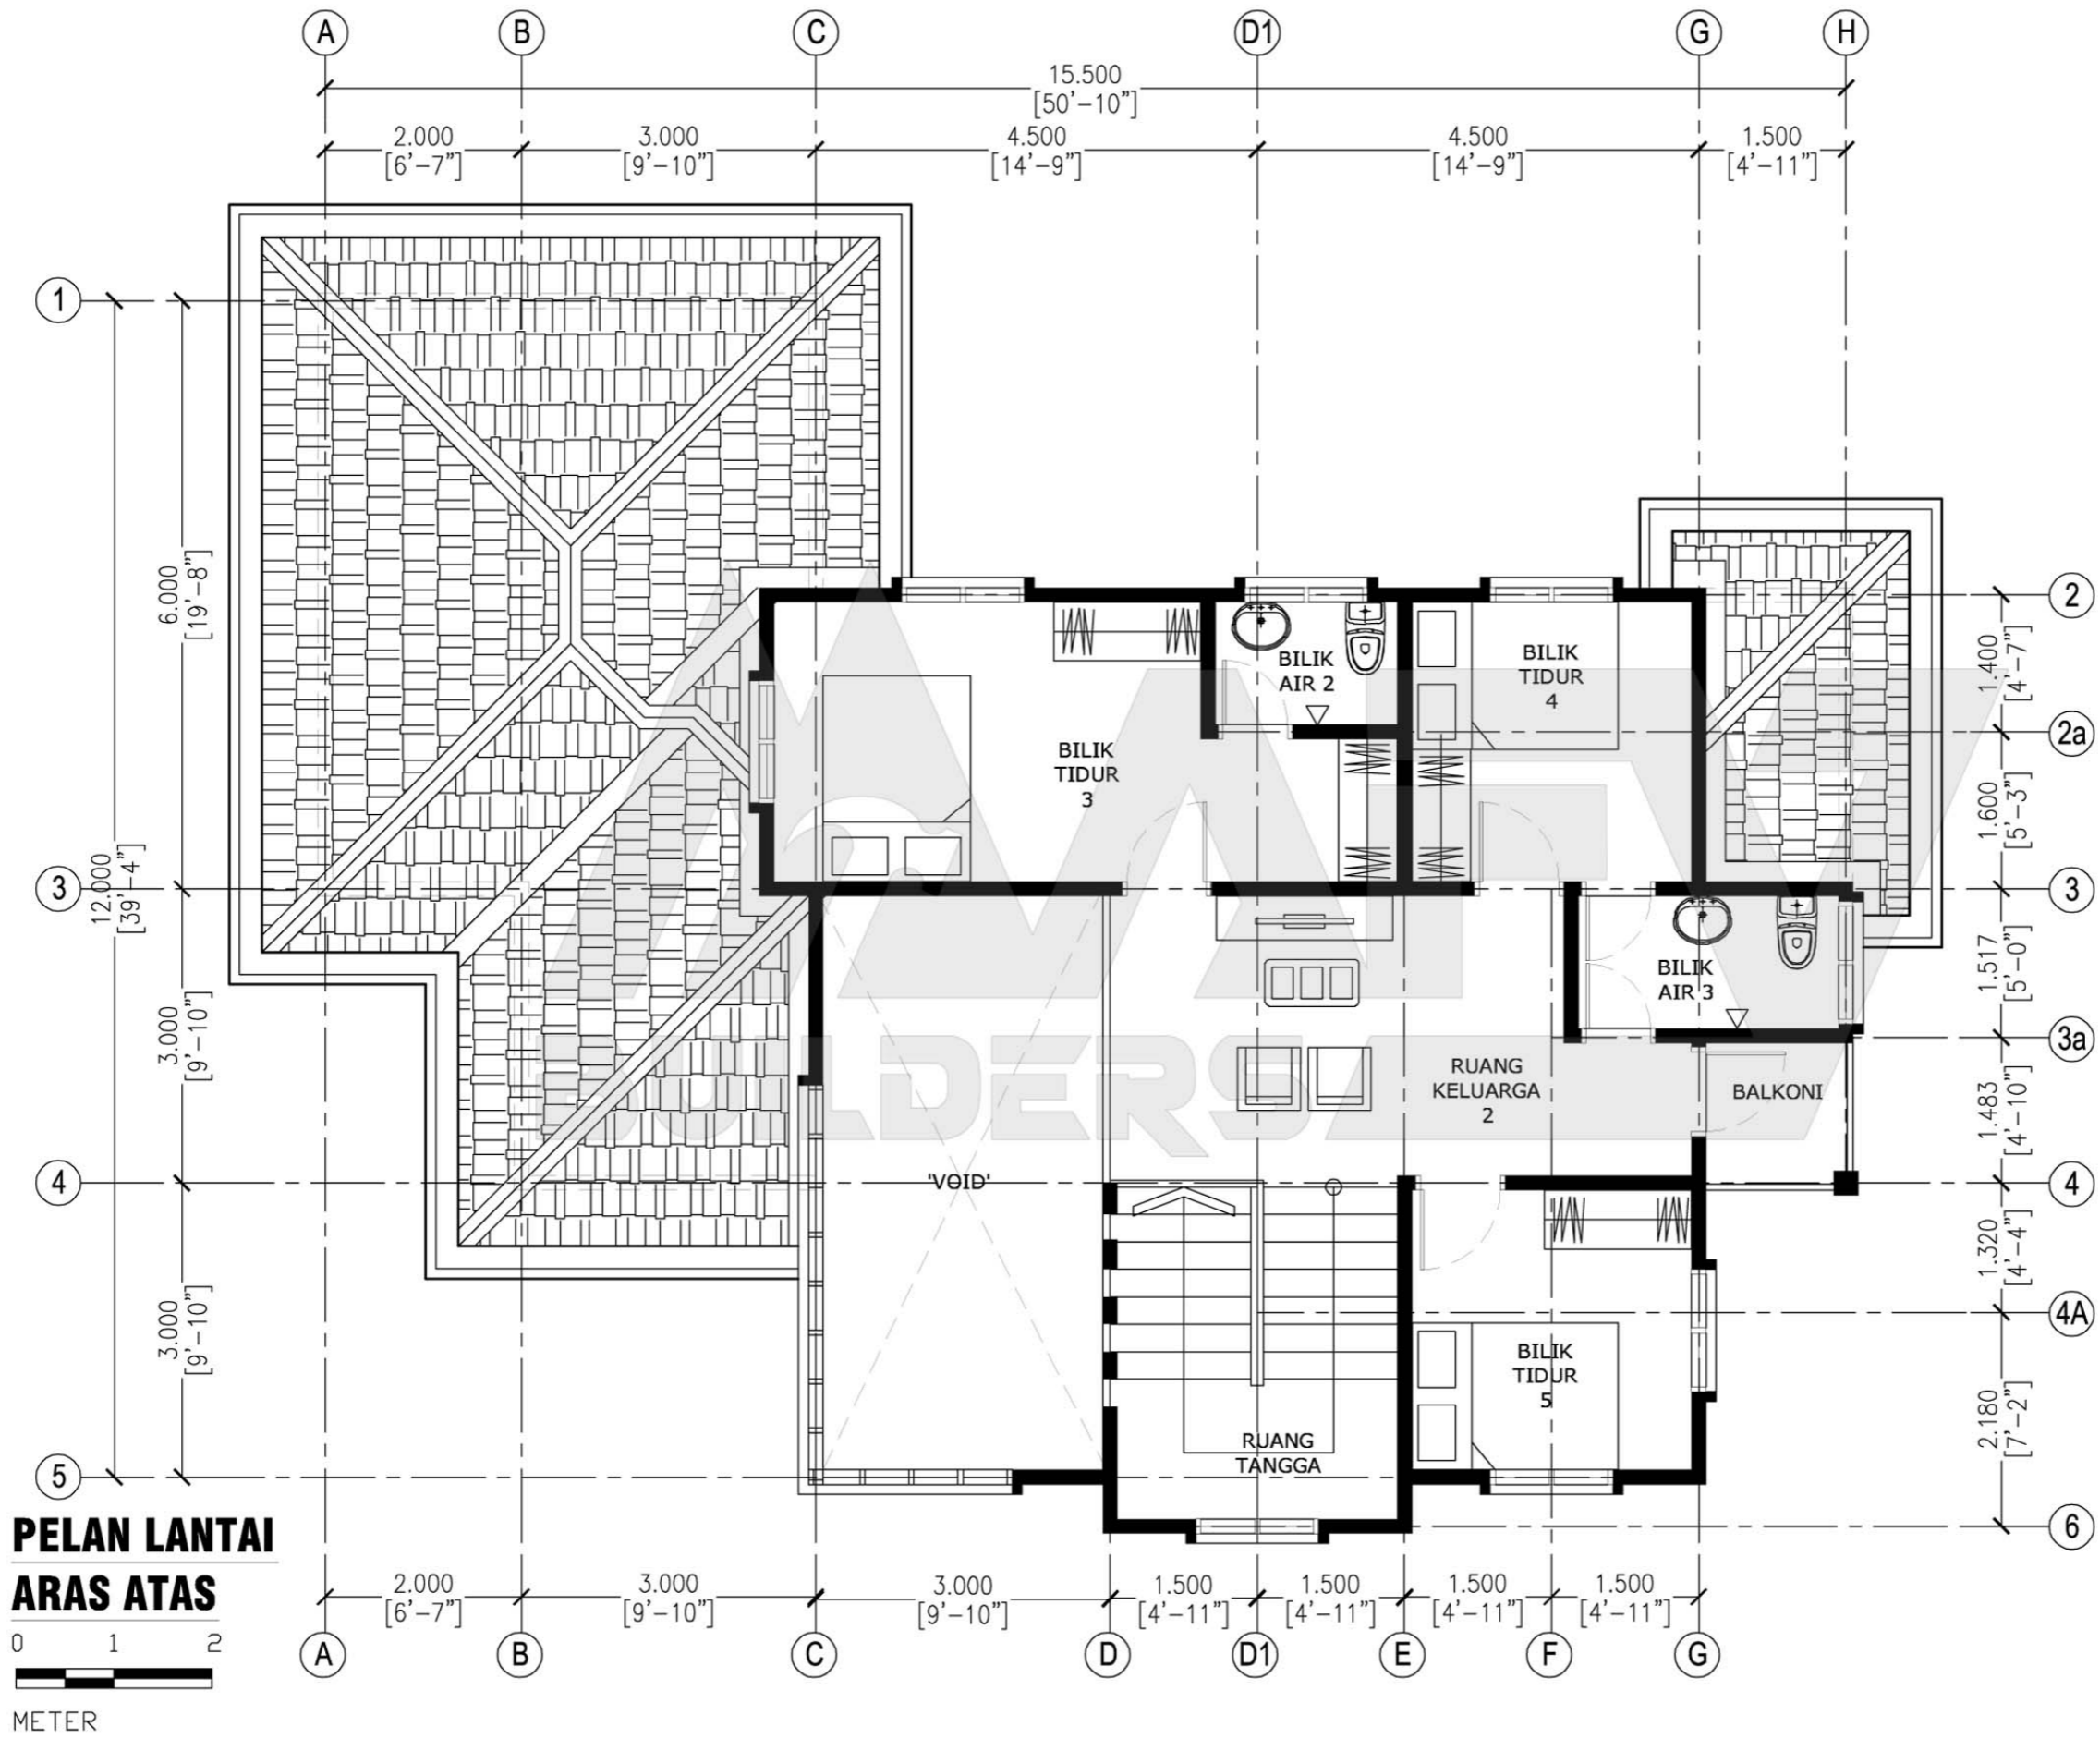 A B C D1 G H
15.500
[50'-10"]
2.000 3.000 4.500 4.500 1.500
[6'-7"] [9'-10"] [14'-9"] [14'-9"] [4'-11"]
1
6.000
[19'-8"]
3
12.000
[39'-4"]
3.000
[9'-10"]
4
3.000
[9'-10"]
5
2
1.400
[4'-7"]
2a
1.600
[5'-3"]
3
1.517
[5'-0"]
3a
1.483
[4'-10"]
4
1.320
[4'-4"]
4A
2.180
[7'-2"]
6
BILIK
TIDUR
3
BILIK
AIR 2
BILIK
TIDUR
4
BILIK
AIR 3
RUANG
KELUARGA
2
BALKONI
'VOID'
BILIK
TIDUR
5
RUANG
TANGGA
BUILDERS
2.000 3.000 3.000 1.500 1.500 1.500 1.500
[6'-7"] [9'-10"] [9'-10"] [4'-11"] [4'-11"] [4'-11"] [4'-11"]
A B C D D1 E F G
PELAN LANTAI
ARAS ATAS
0 1 2
METER